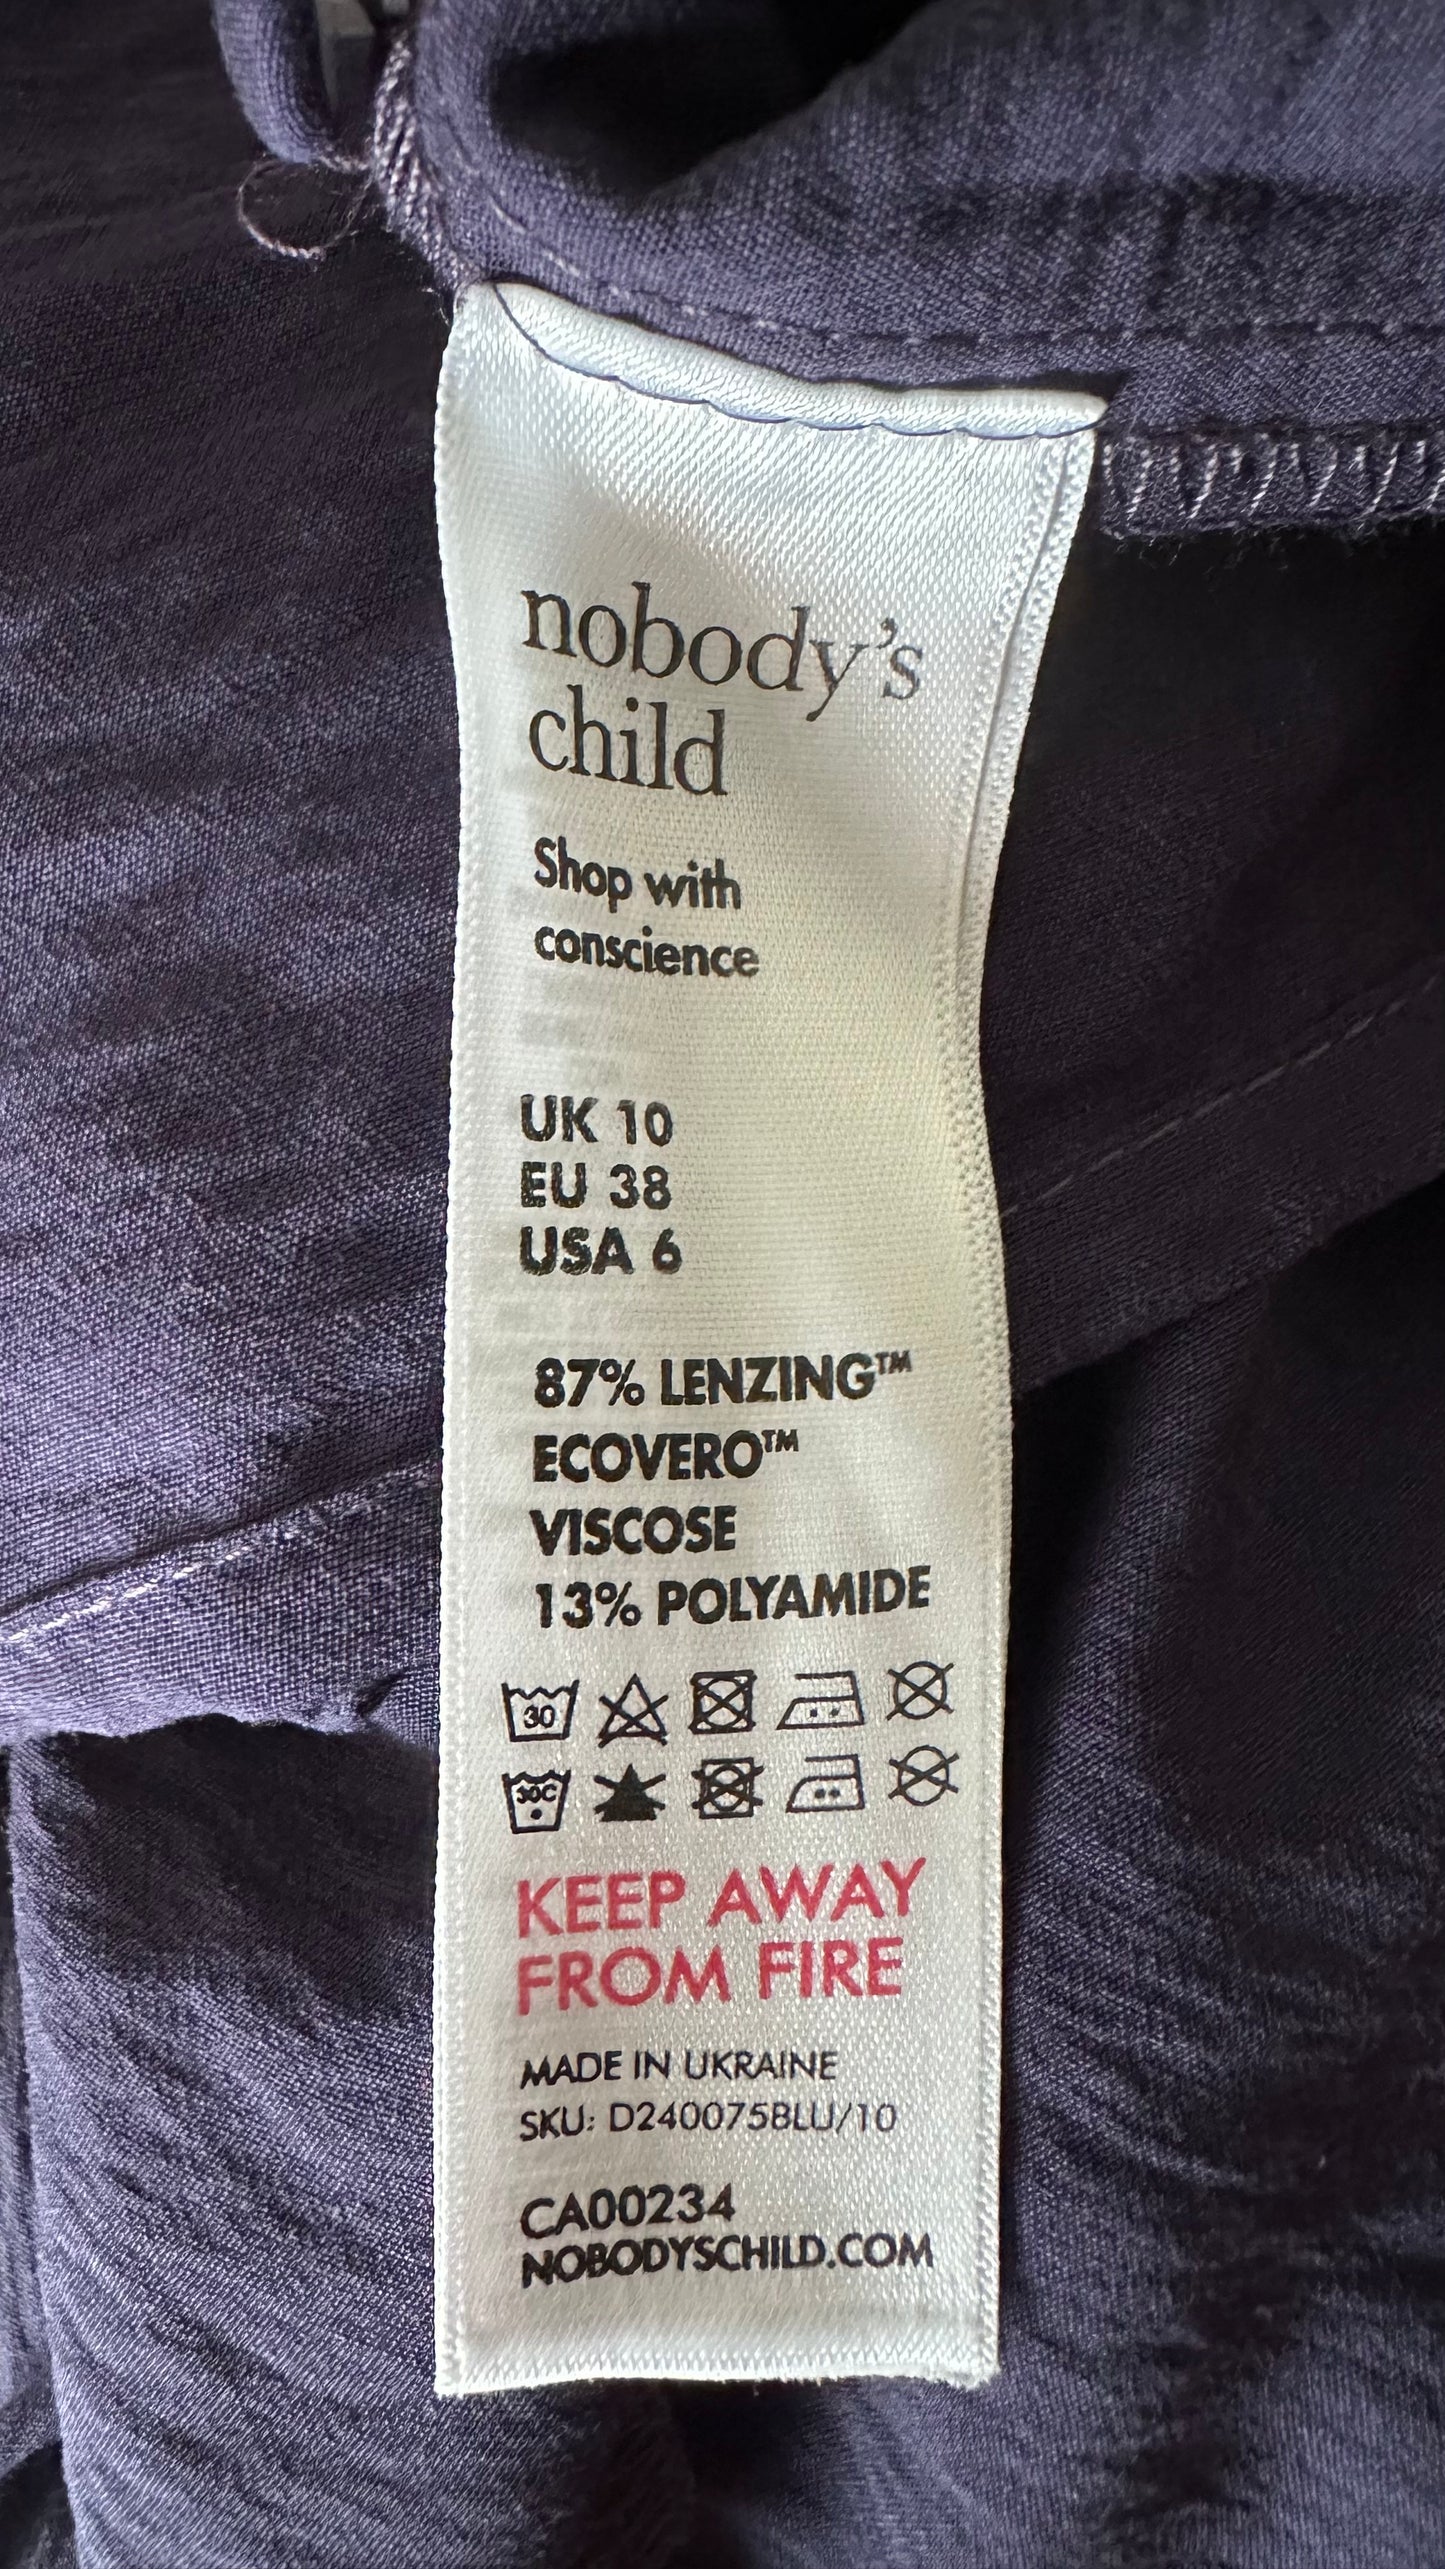 nobody's
child
Shop with
conscience
UK 10
EU 38
USA 6
87% LENZING™
ECOVERO™
VISCOSE
13% POLYAMIDE
30
30C
KEEP AWAY
FROM FIRE
MADE IN UKRAINE
SKU: D240075BLU/10
CA00234
NOBODYSCHILD.COM